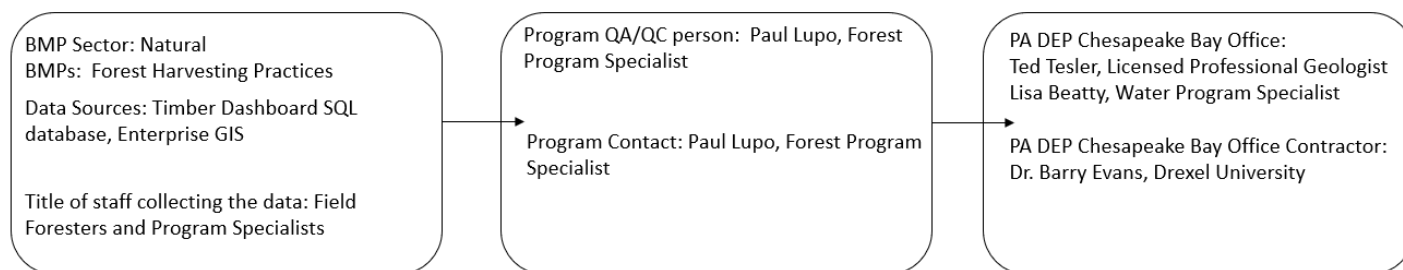 BMP Sector: Natural
BMPs:  Forest Harvesting Practices
Data Sources: Timber Dashboard SQL
database, Enterprise GIS
Title of staff collecting the data: Field
Foresters and Program Specialists
Program QA/QC person:  Paul Lupo, Forest
Program Specialist
Program Contact: Paul Lupo, Forest Program
Specialist
PA DEP Chesapeake Bay Office:
Ted Tesler, Licensed Professional Geologist
Lisa Beatty, Water Program Specialist
PA DEP Chesapeake Bay Office Contractor:
Dr. Barry Evans, Drexel University